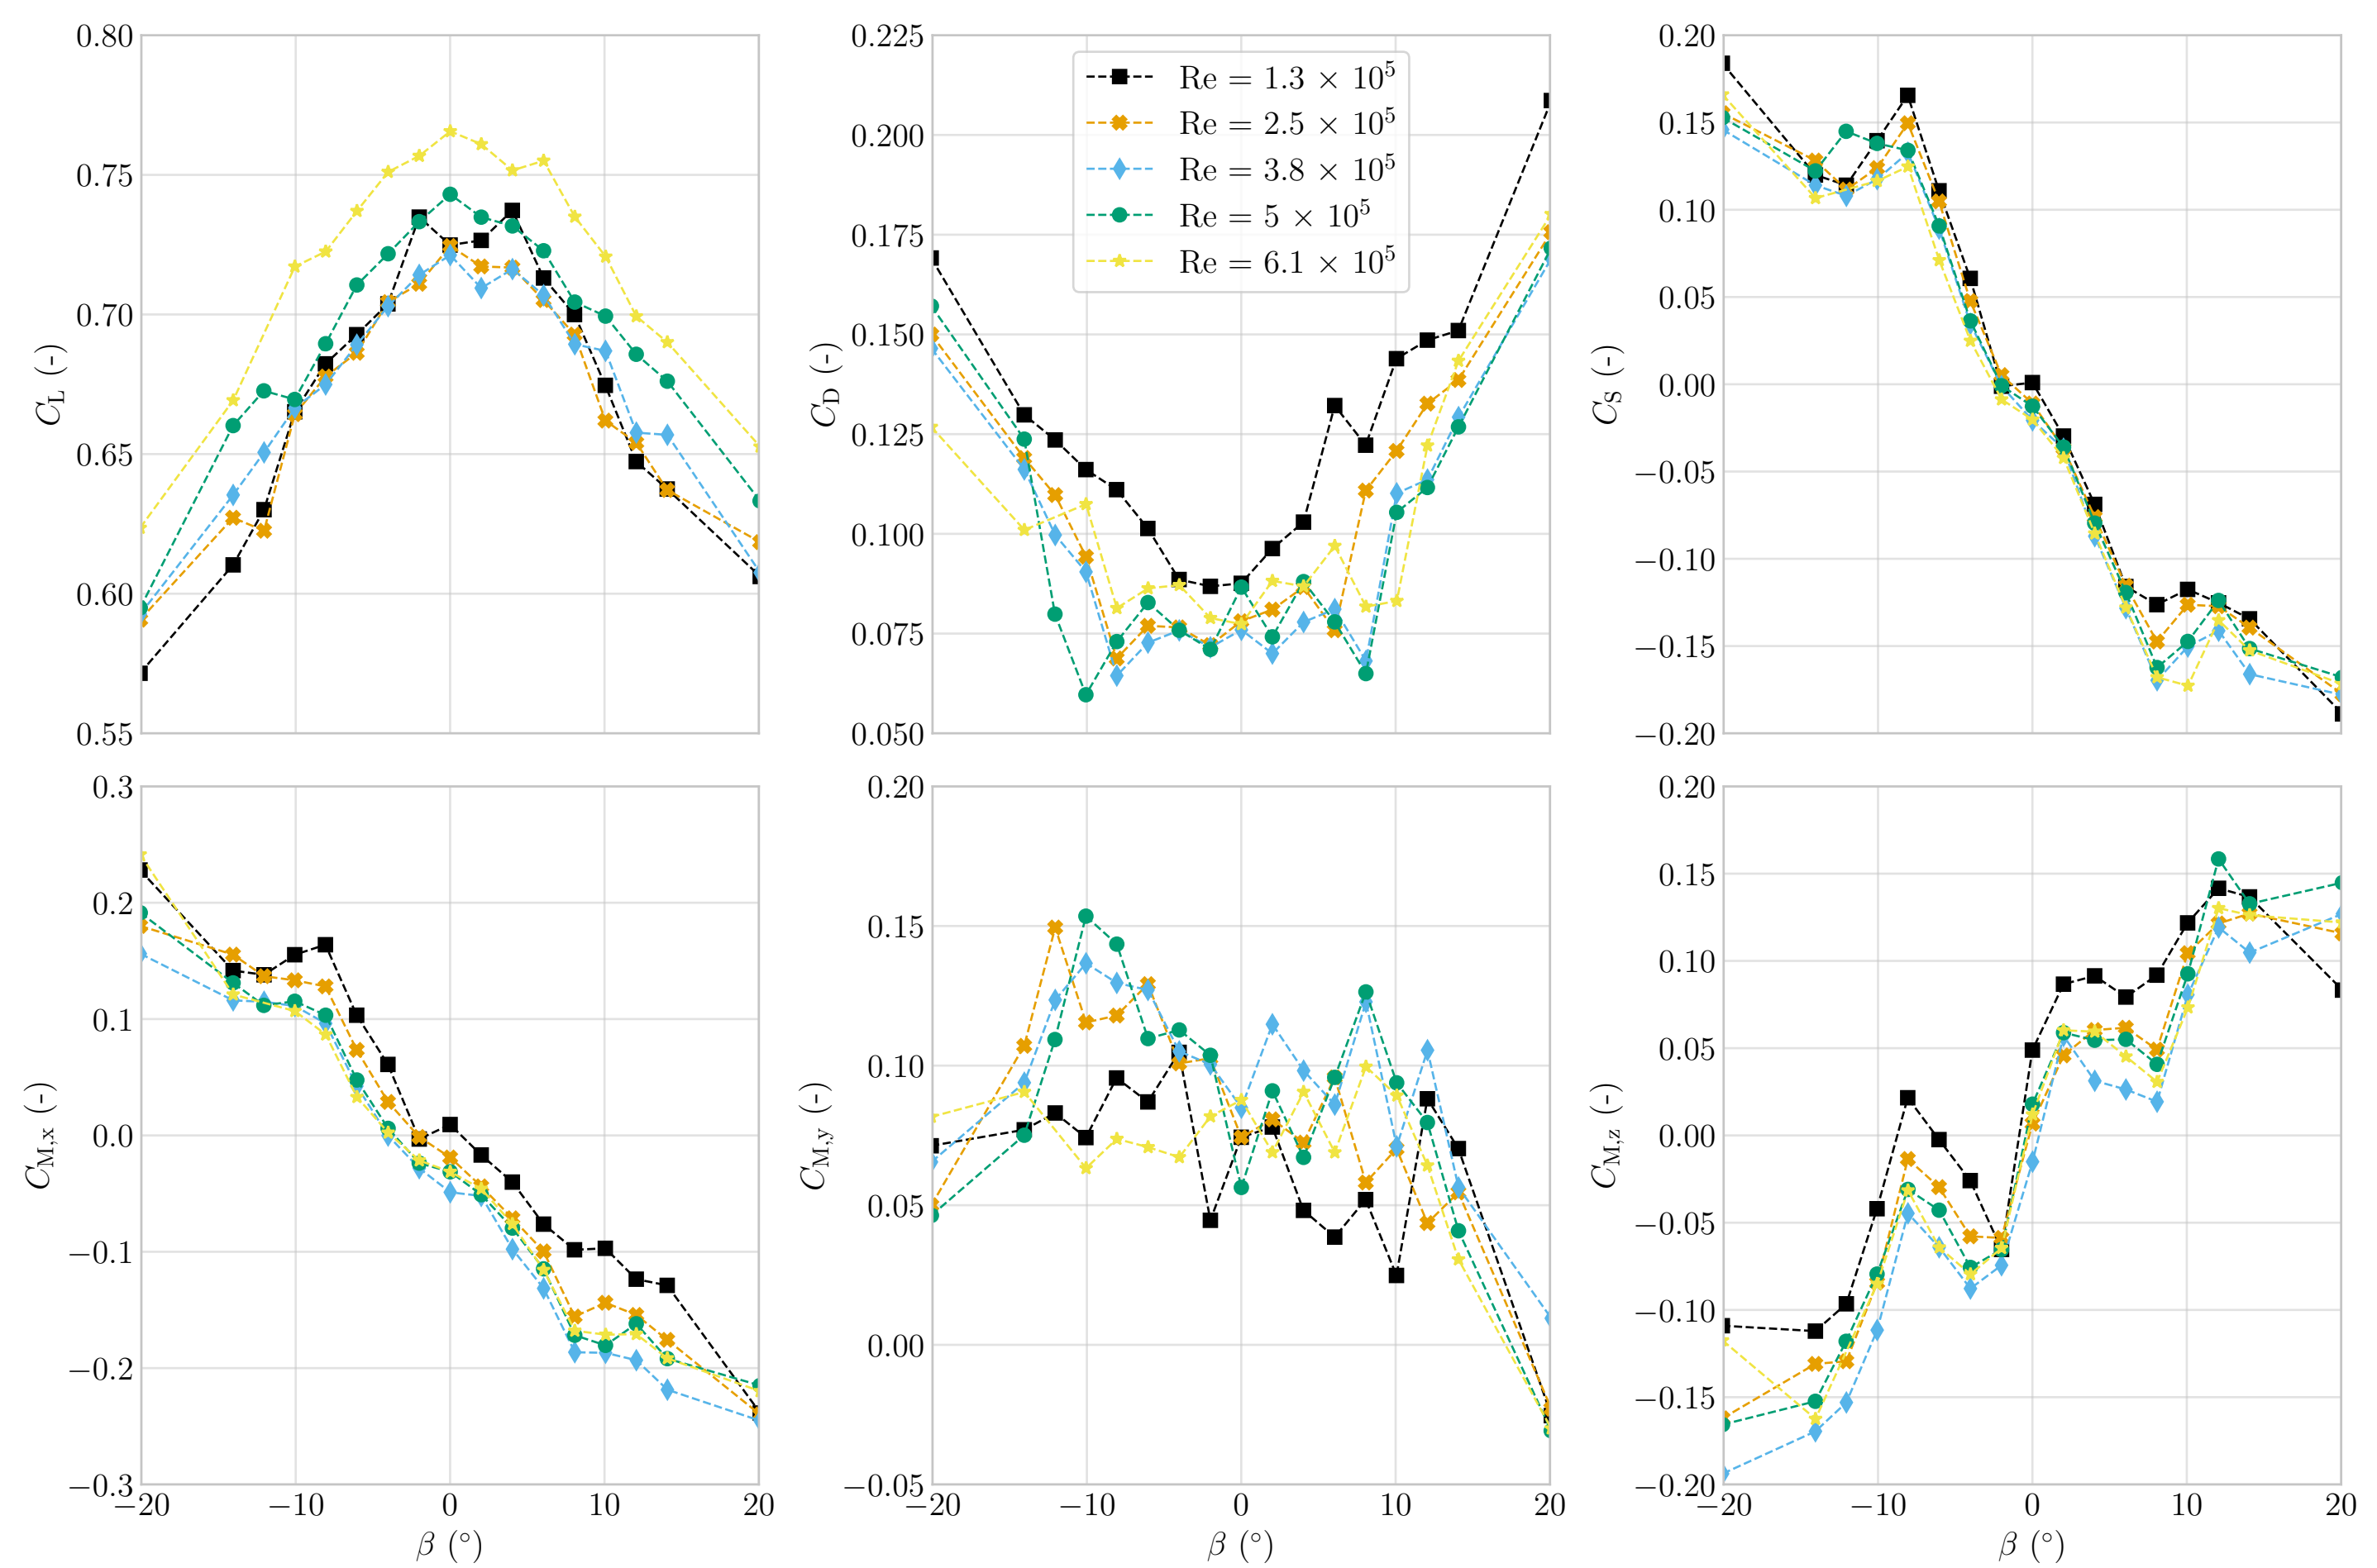 0.80
0.75
0.70
0.65
0.60
0.55
C_L (-)
0.225
0.200
0.175
0.150
0.125
0.100
0.075
0.050
C_D (-)
Re = 1.3 × 10^5
Re = 2.5 × 10^5
Re = 3.8 × 10^5
Re = 5 × 10^5
Re = 6.1 × 10^5
0.20
0.15
0.10
0.05
0.00
−0.05
−0.10
−0.15
−0.20
C_S (-)
0.3
0.2
0.1
0.0
−0.1
−0.2
−0.3
C_M,x (-)
−20 −10 0 10 20
β (°)
0.20
0.15
0.10
0.05
0.00
−0.05
C_M,y (-)
−20 −10 0 10 20
β (°)
0.20
0.15
0.10
0.05
0.00
−0.05
−0.10
−0.15
−0.20
C_M,z (-)
−20 −10 0 10 20
β (°)